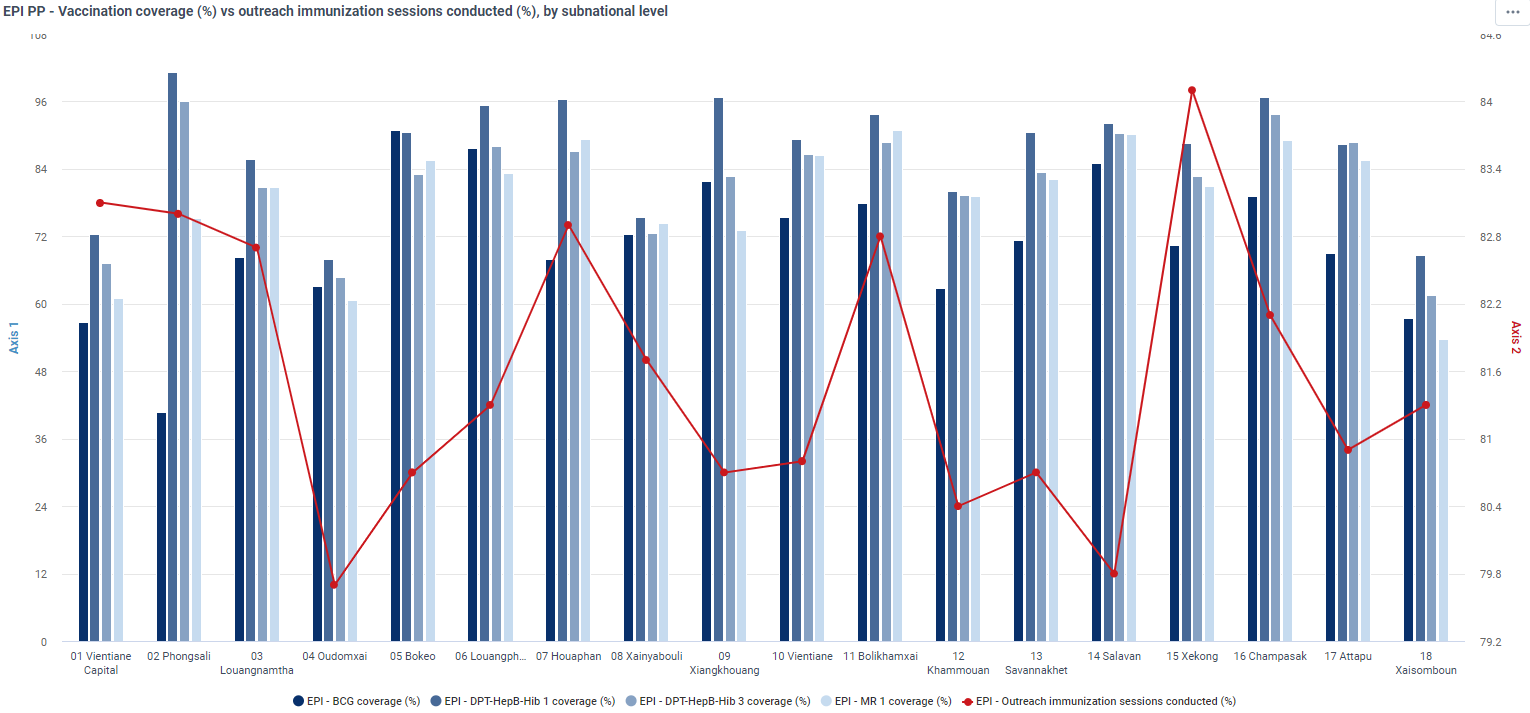 EPI PP - Vaccination coverage (%) vs outreach immunization sessions conducted (%), by subnational level
108
84.6
96
84
84
83.4
72
82.8
60
82.2
48
81.6
36
81
24
80.4
12
79.8
0
79.2
Axis 1
Axis 2
01 Vientiane Capital
02 Phongsali
03 Louangnamtha
04 Oudomxai
05 Bokeo
06 Louangph...
07 Houaphan
08 Xainyabouli
09 Xiangkhouang
10 Vientiane
11 Bolikhamxai
12 Khammouan
13 Savannakhet
14 Salavan
15 Xekong
16 Champasak
17 Attapu
18 Xaisomboun
EPI - BCG coverage (%) EPI - DPT-HepB-Hib 1 coverage (%) EPI - DPT-HepB-Hib 3 coverage (%) EPI - MR 1 coverage (%) EPI - Outreach immunization sessions conducted (%)